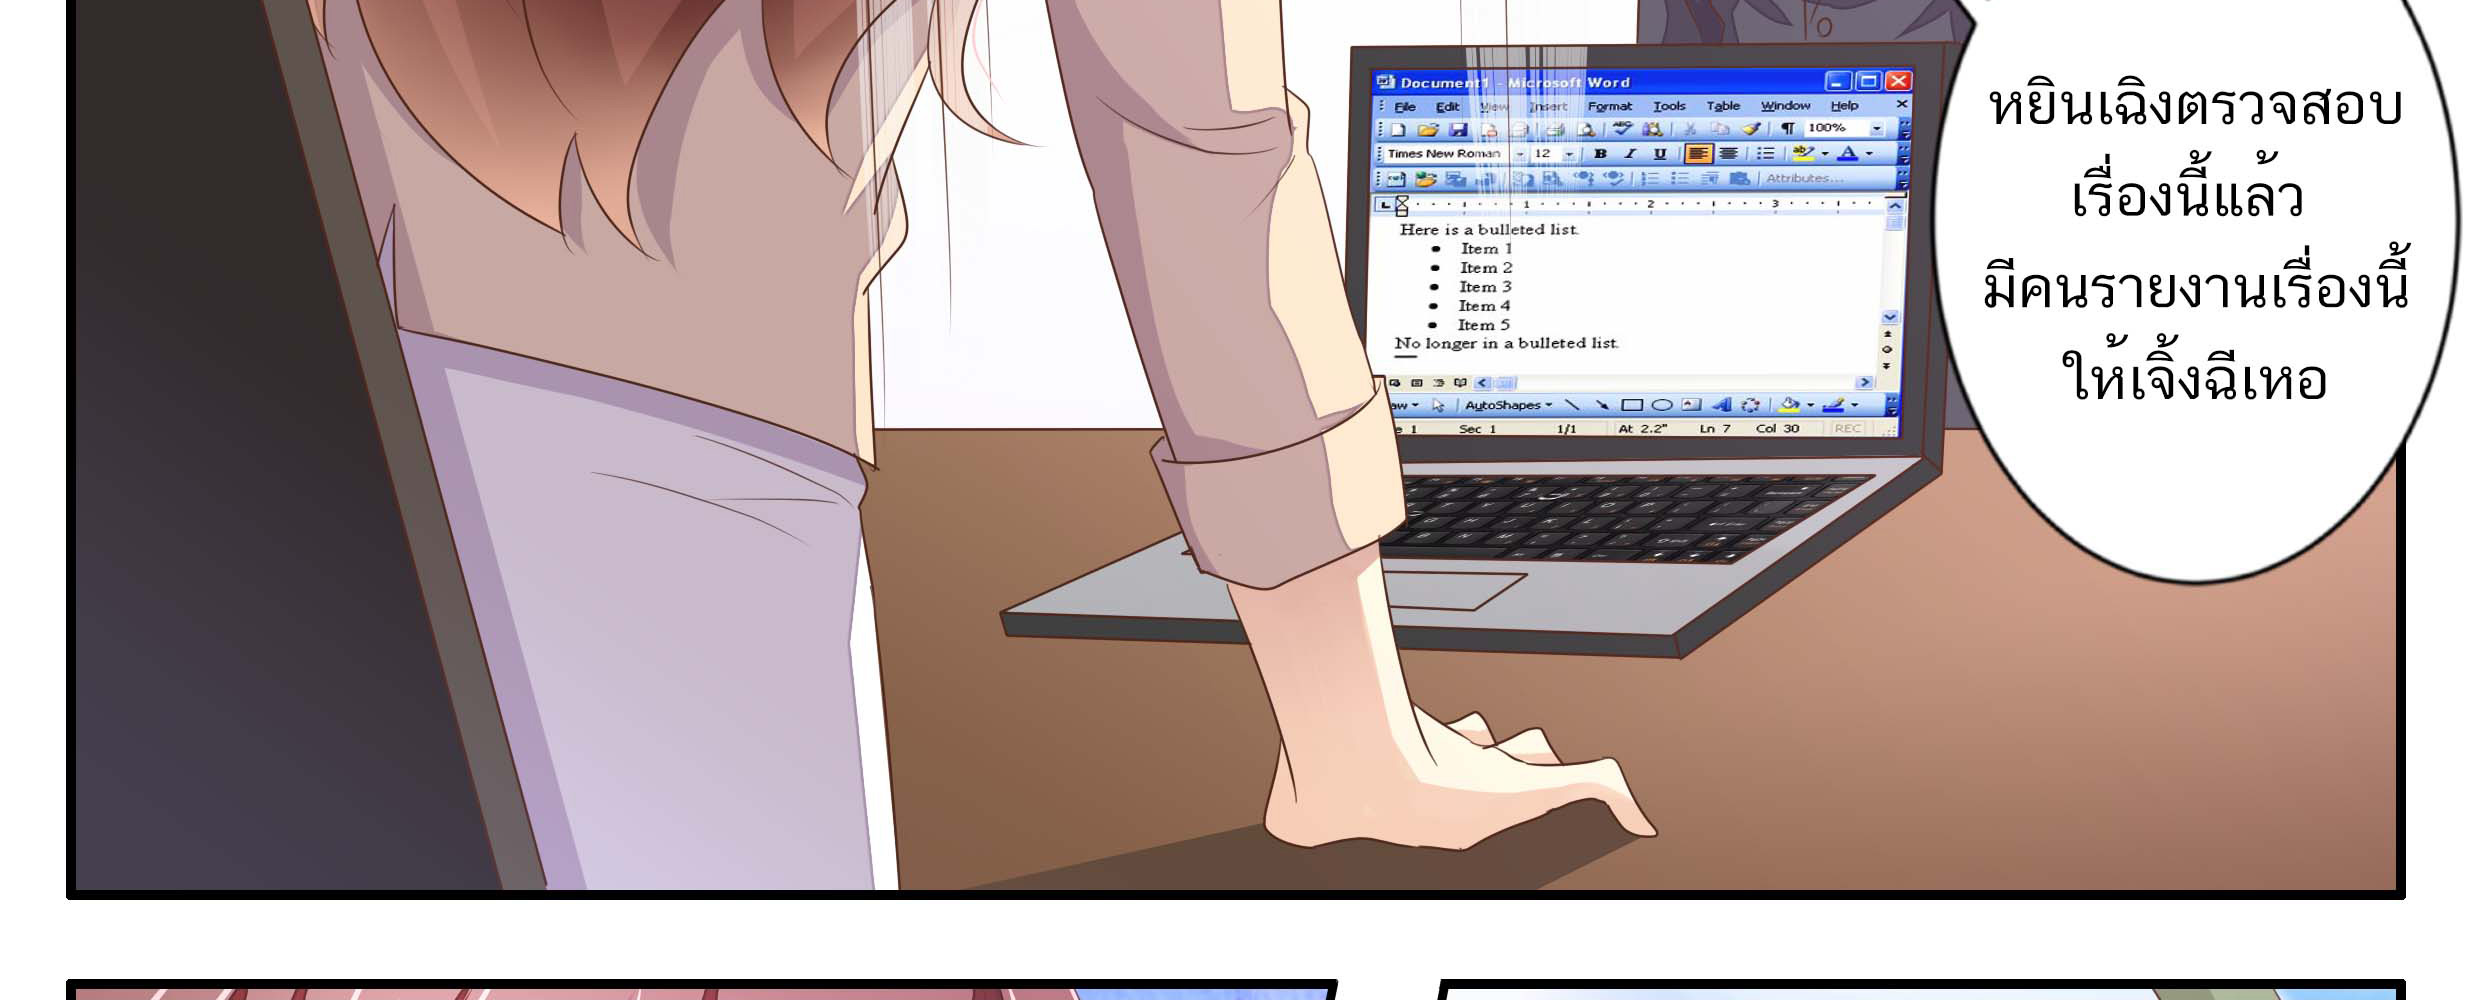 Document1 - Microsoft Word
File Edit View Insert Format Tools Table Window Help
100%
Times New Roman 12 B I U
Attributes...
1 2 3
Here is a bulleted list.
• Item 1
• Item 2
• Item 3
• Item 4
• Item 5
No longer in a bulleted list.
AutoShapes
1 Sec 1 1/1 At 2.2" Ln 7 Col 30 REC
หยินเฉิงตรวจสอบ
เรื่องนี้แล้ว
มีคนรายงานเรื่องนี้
ให้เจิ้งฉีเหอ